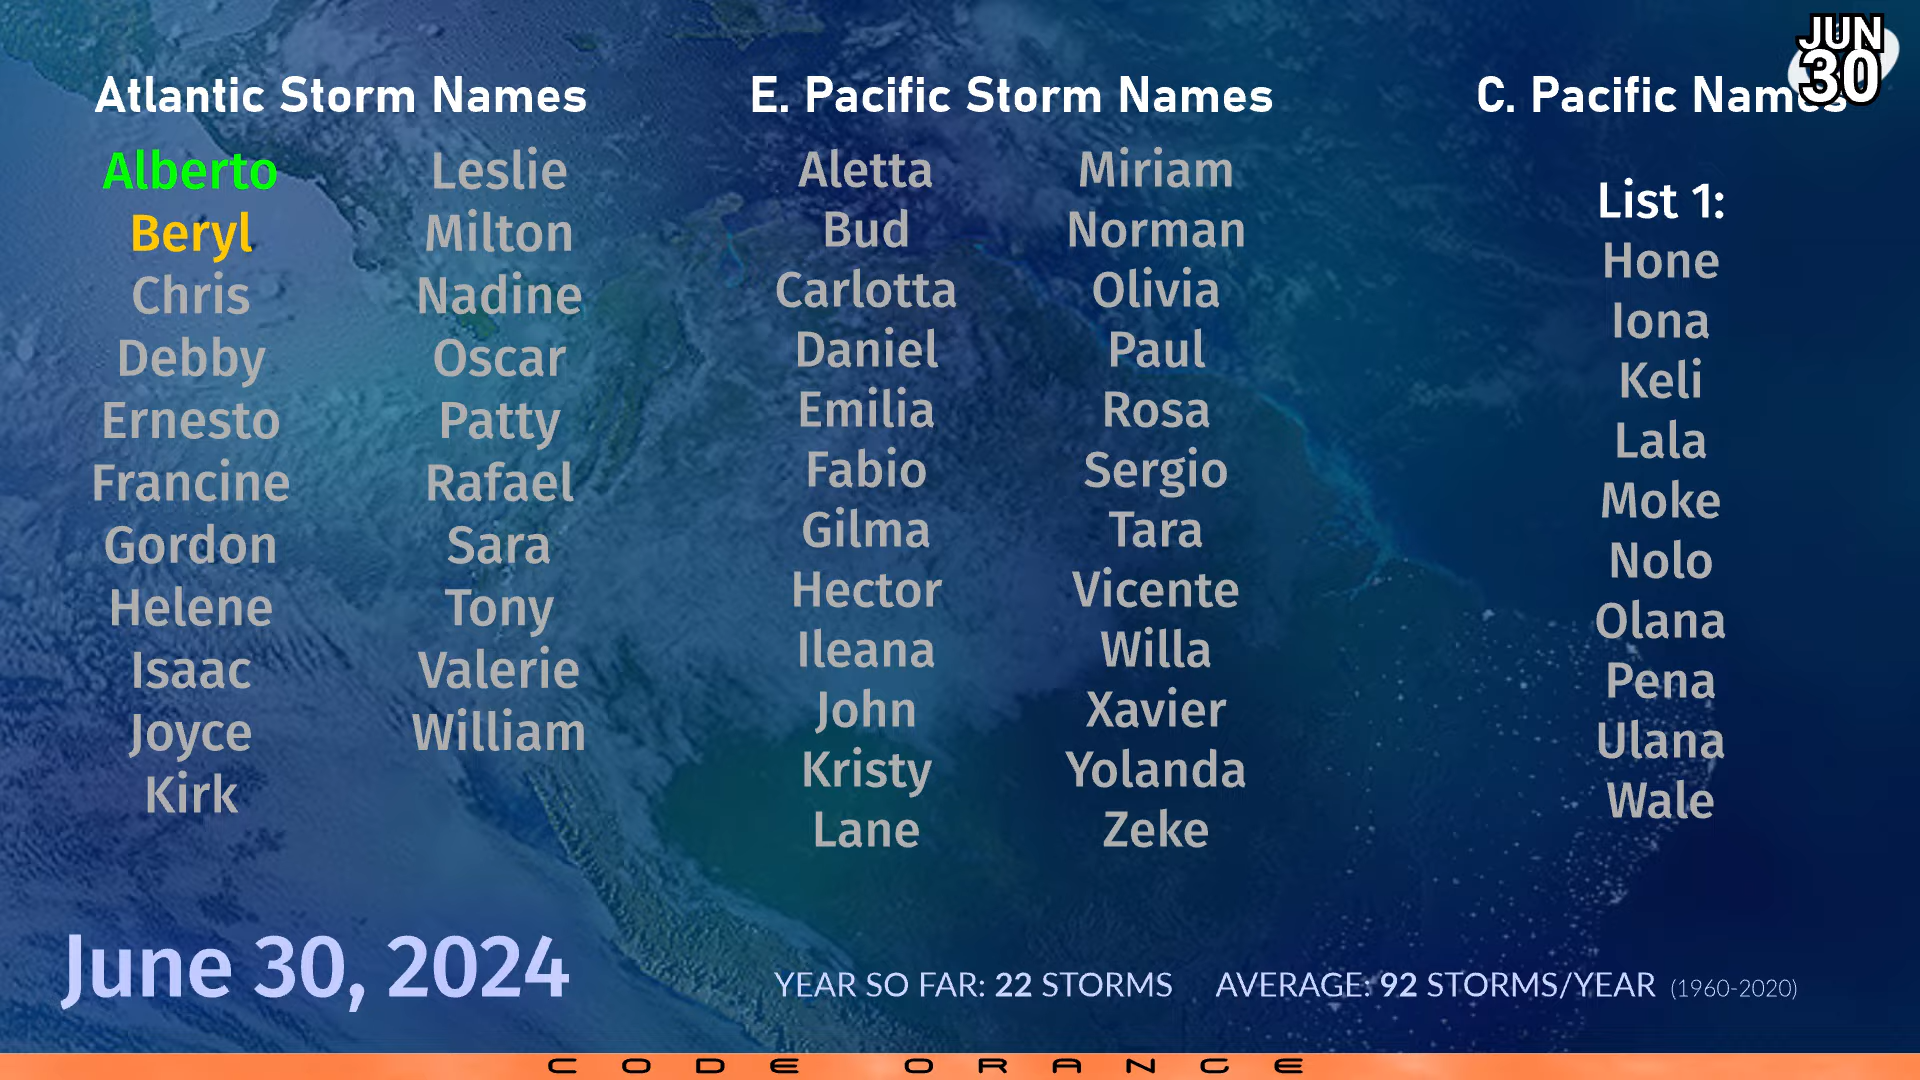 JUN
30
Atlantic Storm Names
Alberto
Beryl
Chris
Debby
Ernesto
Francine
Gordon
Helene
Isaac
Joyce
Kirk
Leslie
Milton
Nadine
Oscar
Patty
Rafael
Sara
Tony
Valerie
William
E. Pacific Storm Names
Aletta
Bud
Carlotta
Daniel
Emilia
Fabio
Gilma
Hector
Ileana
John
Kristy
Lane
Miriam
Norman
Olivia
Paul
Rosa
Sergio
Tara
Vicente
Willa
Xavier
Yolanda
Zeke
C. Pacific Names
List 1:
Hone
Iona
Keli
Lala
Moke
Nolo
Olana
Pena
Ulana
Wale
June 30, 2024
YEAR SO FAR: 22 STORMS AVERAGE: 92 STORMS/YEAR (1960-2020)
CODE ORANGE